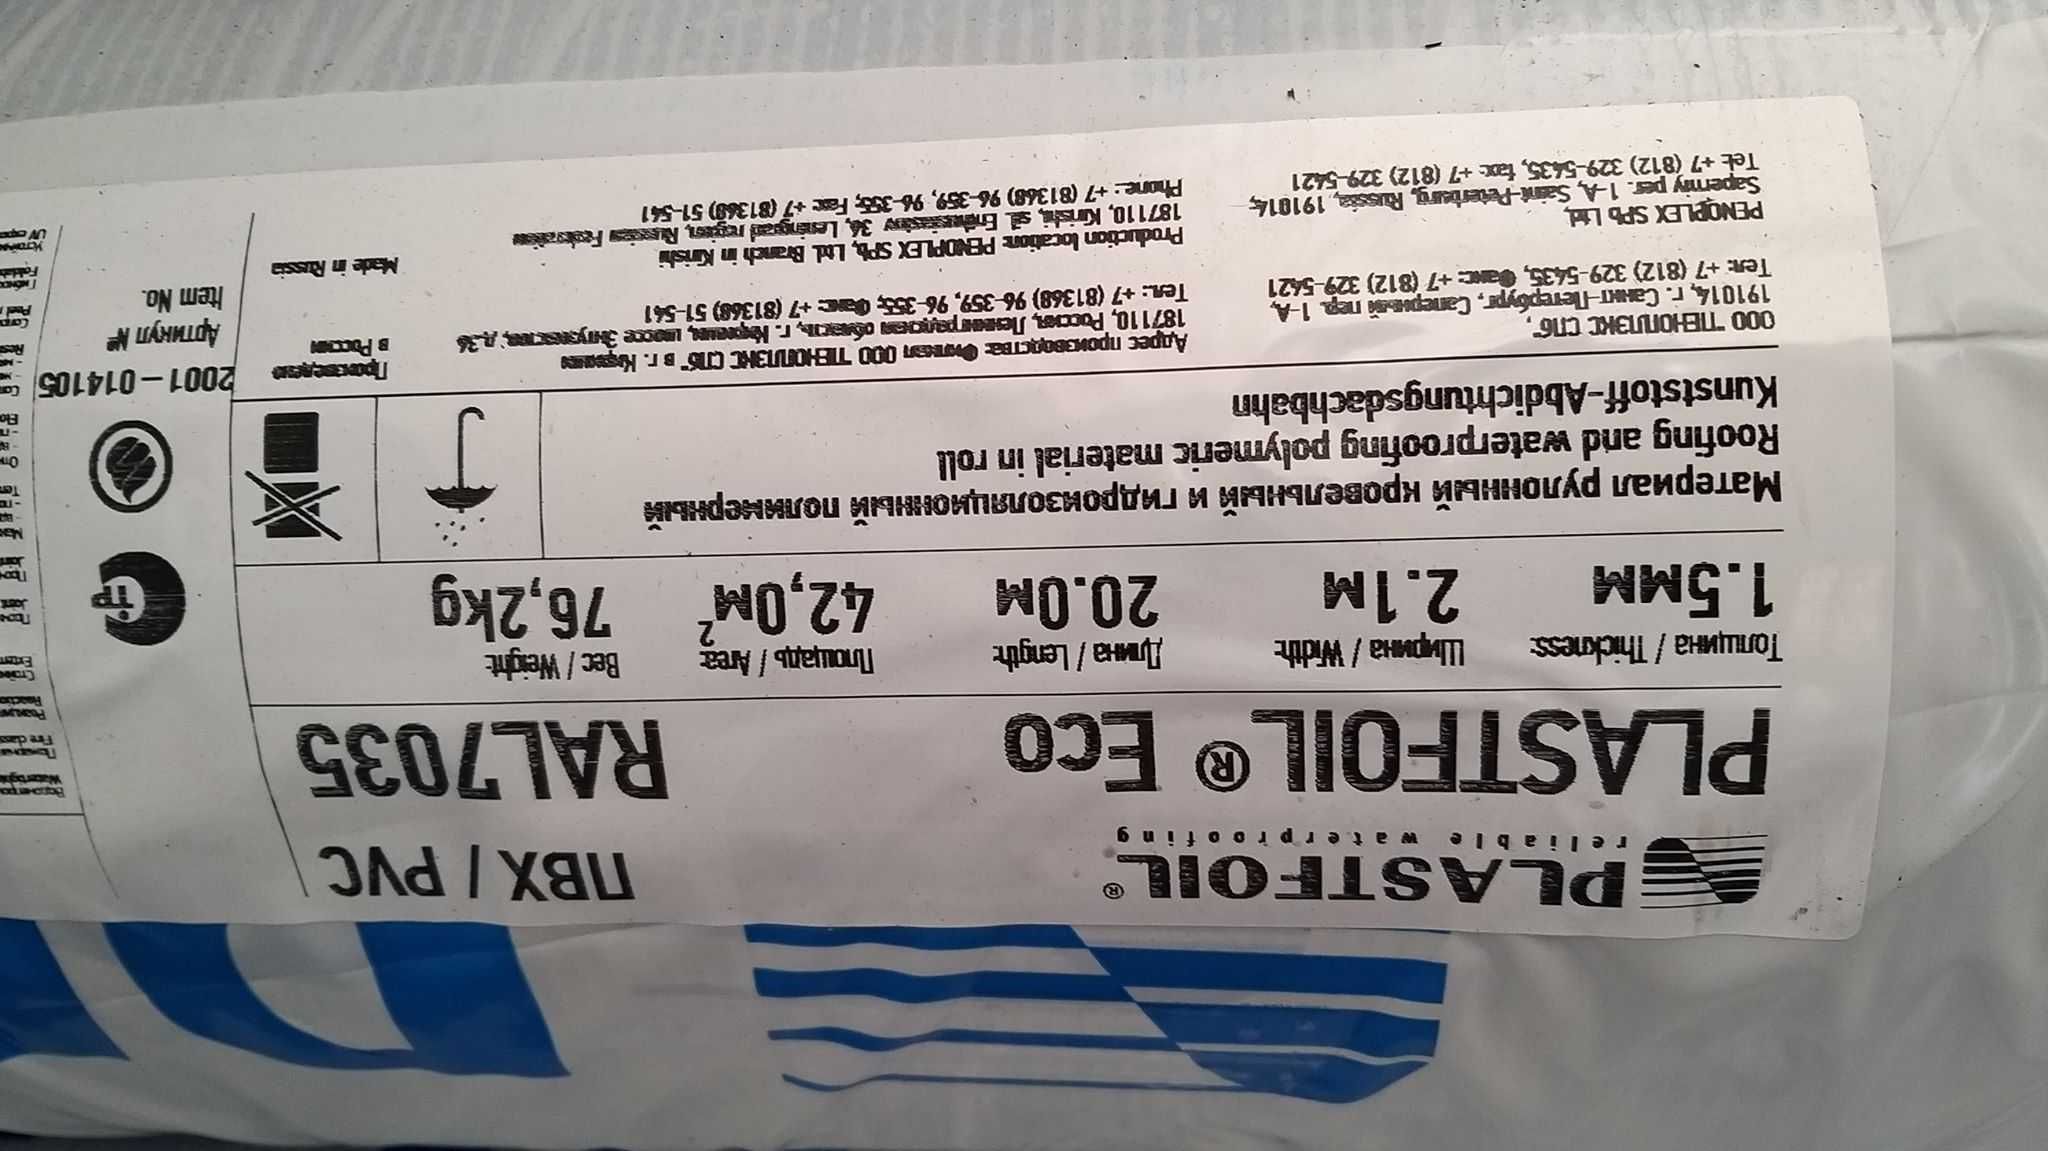 PLASTFOIL®
reliable waterproofing
ПВХ / PVC
PLASTFOIL® Eco
RAL7035
Толщина / Thickness:
1.5мм
Ширина / Width:
2.1м
Длина / Length:
20.0м
Площадь / Area:
42,0м²
Вес / Weight:
76,2kg
Материал рулонный кровельный и гидроизоляционный полимерный
Roofing and waterproofing polymeric material in roll
Kunststoff-Abdichtungsdachbahn
ООО "ПЕНОПЛЭКС СПб",
191014, г. Санкт-Петербург, Саперный пер. 1-А,
Тел: +7 (812) 329-5435, Факс: +7 (812) 329-5421
PENOPLEX SPb Ltd,
Saperniy per. 1-A, Saint-Peterburg, Russia, 191014,
Tel: +7 (812) 329-5435, fax: +7 (812) 329-5421
Адрес производства: Филиал ООО "ПЕНОПЛЭКС СПб" в г. Кириши
187110, Россия, Ленинградская область, г. Кириши, шоссе Энтузиастов, д.36
Тел.: +7 (81368) 96-359, 96-355; Факс: +7 (81368) 51-541
Production location: PENOPLEX SPb, Ltd. Branch in Kirishi
187110, Kirishi, sh. Entuziastov 36, Leningrad region, Russian Federation
Phone.: +7 (81368) 96-359, 96-355; Fax: +7 (81368) 51-541
Произведено
в России
Made in Russia
2001-014105
Артикул №
Item No.